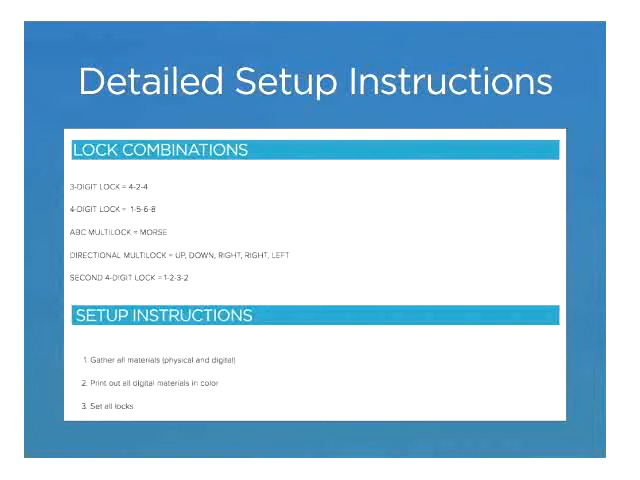 Detailed Setup Instructions
LOCK COMBINATIONS
3-DIGIT LOCK = 4-2-4
4-DIGIT LOCK = 1-5-6-8
ABC MULTILOCK = MORSE
DIRECTIONAL MULTILOCK = UP, DOWN, RIGHT, RIGHT, LEFT
SECOND 4-DIGIT LOCK = 1-2-3-2
SETUP INSTRUCTIONS
1. Gather all materials (physical and digital)
2. Print out all digital materials in color
3. Set all locks